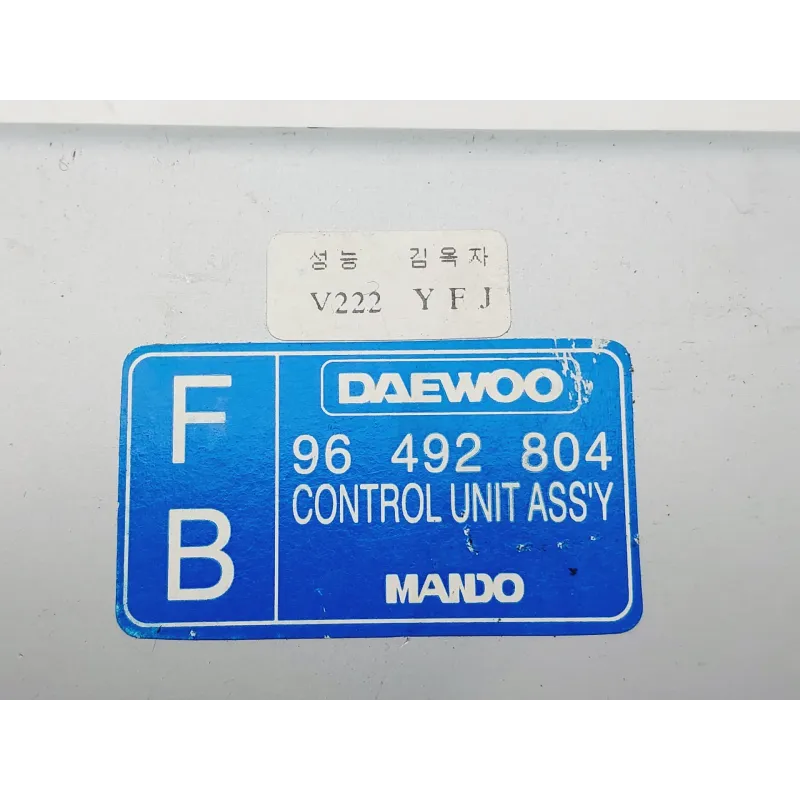 성능 김옥자
V222 YFJ
F
B
DAEWOO
96 492 804
CONTROL UNIT ASS'Y
MANDO